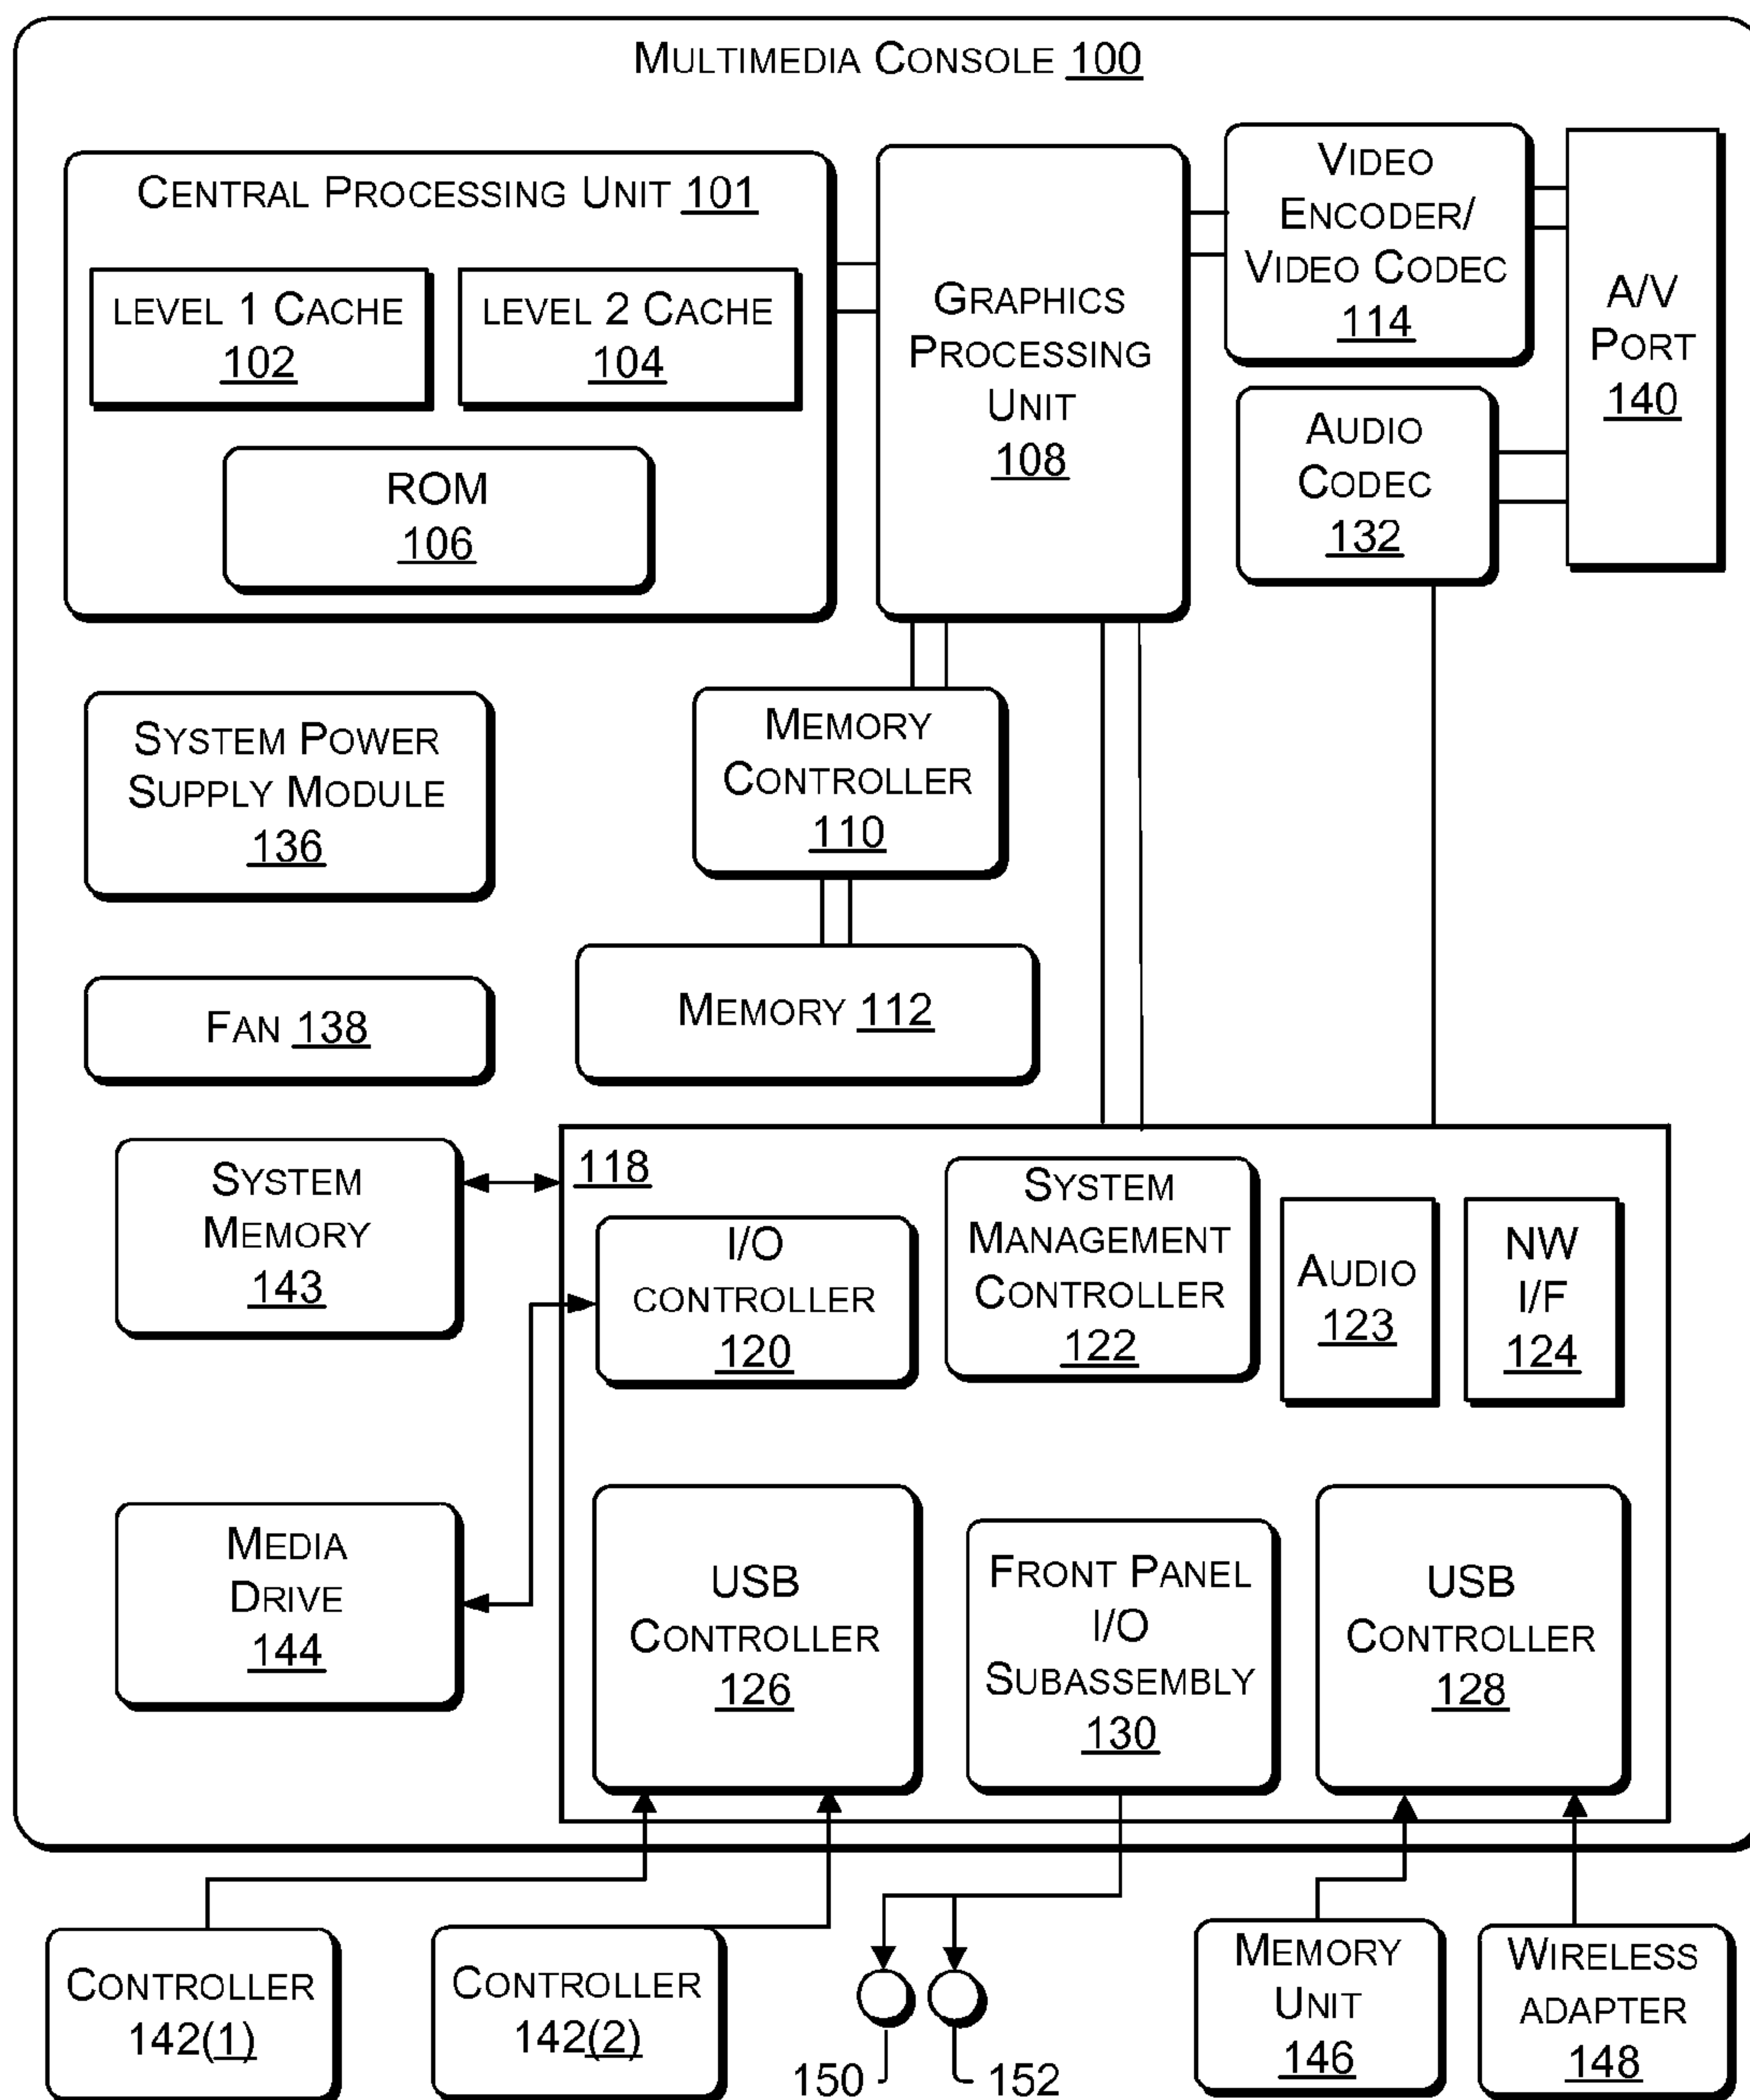 MULTIMEDIA CONSOLE 100
CENTRAL PROCESSING UNIT 101
LEVEL 1 CACHE
102
LEVEL 2 CACHE
104
ROM
106
GRAPHICS
PROCESSING
UNIT
108
VIDEO
ENCODER/
VIDEO CODEC
114
A/V
PORT
140
AUDIO
CODEC
132
SYSTEM POWER
SUPPLY MODULE
136
MEMORY
CONTROLLER
110
FAN 138
MEMORY 112
SYSTEM
MEMORY
143
118
I/O
CONTROLLER
120
SYSTEM
MANAGEMENT
CONTROLLER
122
AUDIO
123
NW
I/F
124
MEDIA
DRIVE
144
USB
CONTROLLER
126
FRONT PANEL
I/O
SUBASSEMBLY
130
USB
CONTROLLER
128
CONTROLLER
142(1)
CONTROLLER
142(2)
150
152
MEMORY
UNIT
146
WIRELESS
ADAPTER
148